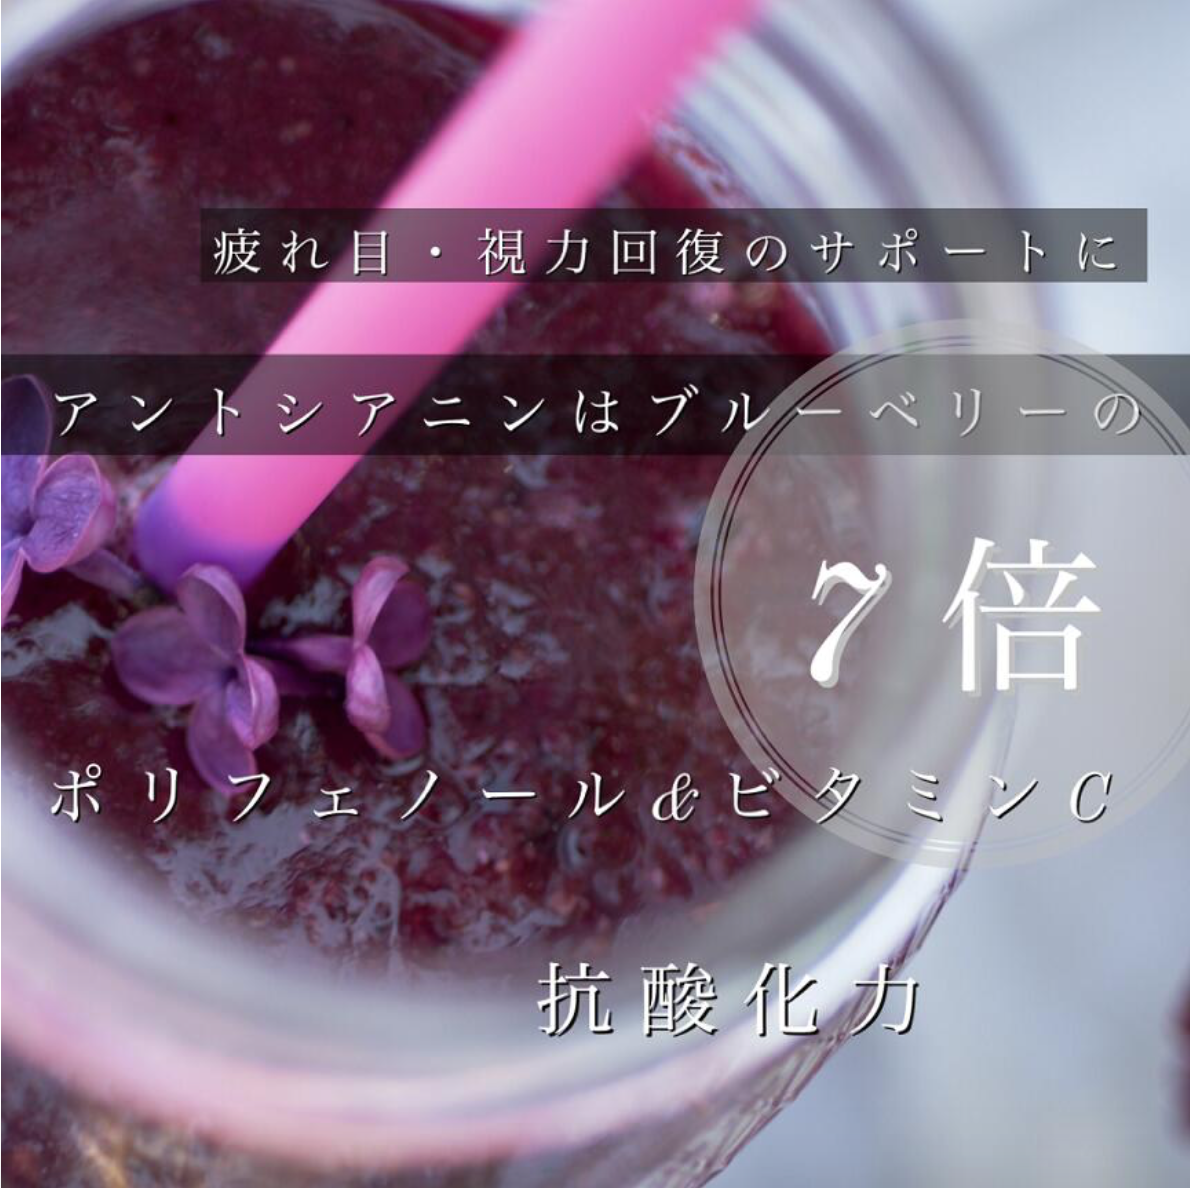 疲れ目・視力回復のサポートに
アントシアニンはブルーベリーの
7倍
ポリフェノール&ビタミンC
抗酸化力